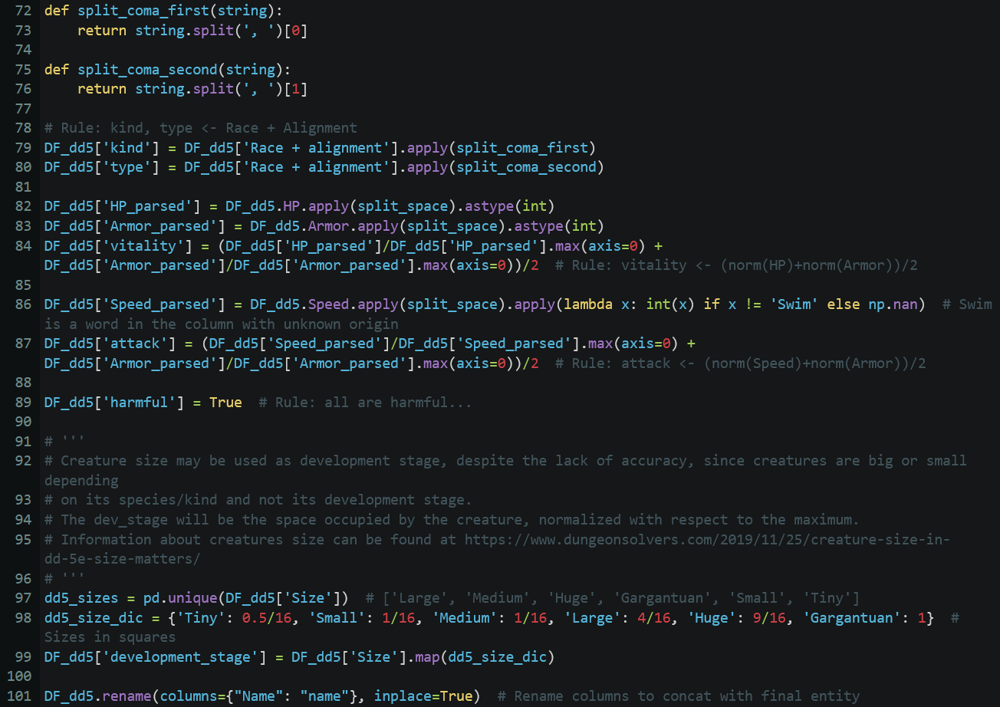 72 def split_coma_first(string):
73     return string.split(', ')[0]
74
75 def split_coma_second(string):
76     return string.split(', ')[1]
77
78 # Rule: kind, type <- Race + Alignment
79 DF_dd5['kind'] = DF_dd5['Race + alignment'].apply(split_coma_first)
80 DF_dd5['type'] = DF_dd5['Race + alignment'].apply(split_coma_second)
81
82 DF_dd5['HP_parsed'] = DF_dd5.HP.apply(split_space).astype(int)
83 DF_dd5['Armor_parsed'] = DF_dd5.Armor.apply(split_space).astype(int)
84 DF_dd5['vitality'] = (DF_dd5['HP_parsed']/DF_dd5['HP_parsed'].max(axis=0) +
DF_dd5['Armor_parsed']/DF_dd5['Armor_parsed'].max(axis=0))/2  # Rule: vitality <- (norm(HP)+norm(Armor))/2
85
86 DF_dd5['Speed_parsed'] = DF_dd5.Speed.apply(split_space).apply(lambda x: int(x) if x != 'Swim' else np.nan)  # Swim
is a word in the column with unknown origin
87 DF_dd5['attack'] = (DF_dd5['Speed_parsed']/DF_dd5['Speed_parsed'].max(axis=0) +
DF_dd5['Armor_parsed']/DF_dd5['Armor_parsed'].max(axis=0))/2  # Rule: attack <- (norm(Speed)+norm(Armor))/2
88
89 DF_dd5['harmful'] = True  # Rule: all are harmful...
90
91 # '''
92 # Creature size may be used as development stage, despite the lack of accuracy, since creatures are big or small
depending
93 # on its species/kind and not its development stage.
94 # The dev_stage will be the space occupied by the creature, normalized with respect to the maximum.
95 # Information about creatures size can be found at https://www.dungeonsolvers.com/2019/11/25/creature-size-in-
dd-5e-size-matters/
96 # '''
97 dd5_sizes = pd.unique(DF_dd5['Size'])  # ['Large', 'Medium', 'Huge', 'Gargantuan', 'Small', 'Tiny']
98 dd5_size_dic = {'Tiny': 0.5/16, 'Small': 1/16, 'Medium': 1/16, 'Large': 4/16, 'Huge': 9/16, 'Gargantuan': 1}  #
Sizes in squares
99 DF_dd5['development_stage'] = DF_dd5['Size'].map(dd5_size_dic)
100
101 DF_dd5.rename(columns={"Name": "name"}, inplace=True)  # Rename columns to concat with final entity